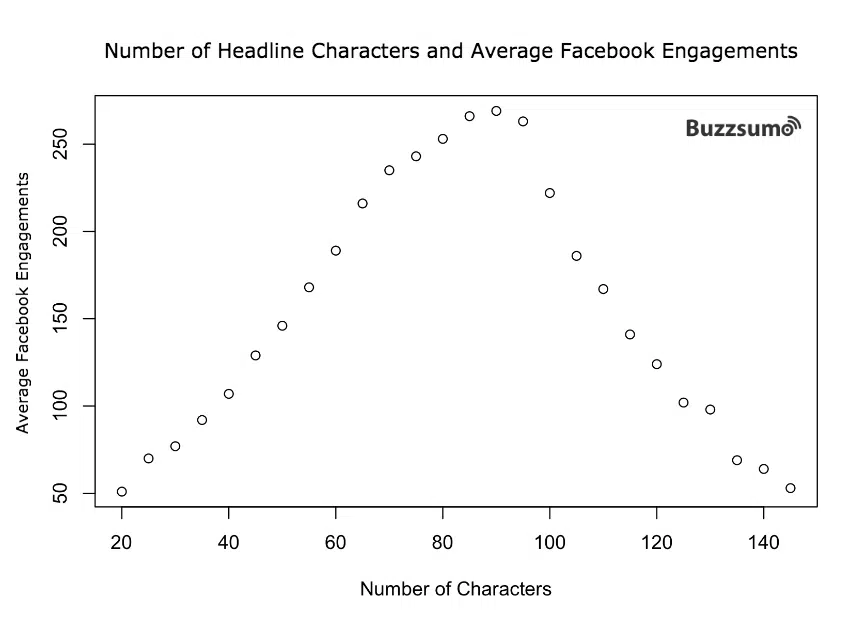 Number of Headline Characters and Average Facebook Engagements
Buzzsumo
Average Facebook Engagements
250
200
150
100
50
20 40 60 80 100 120 140
Number of Characters